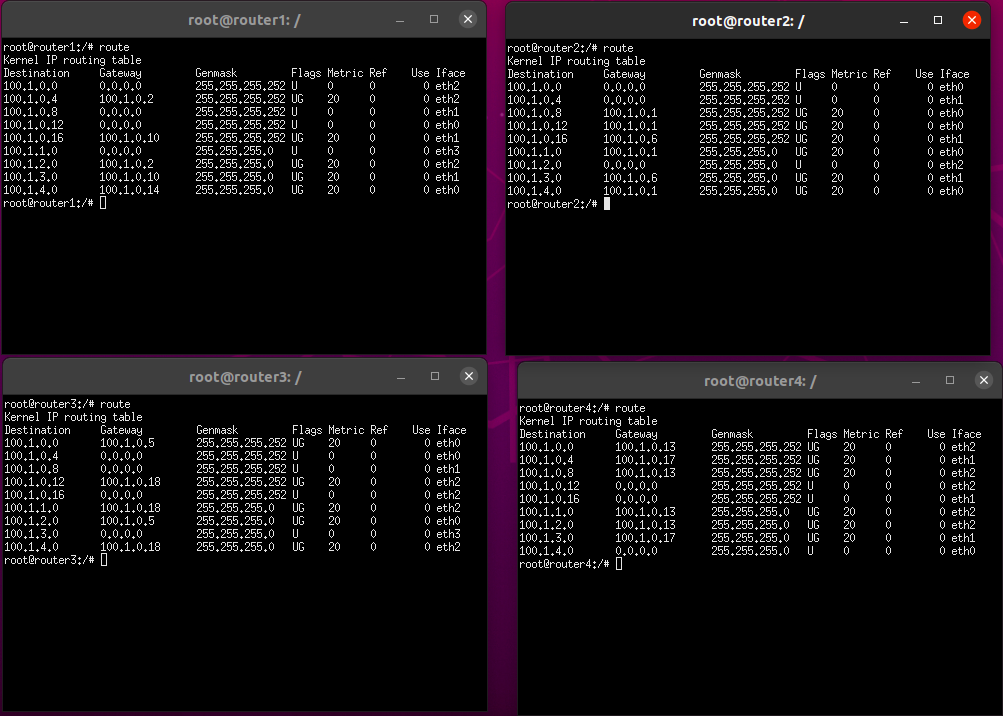 root@router1: /
root@router1:/# route
Kernel IP routing table
Destination Gateway Genmask Flags Metric Ref Use Iface
100.1.0.0 0.0.0.0 255.255.255.252 U 0 0 0 eth2
100.1.0.4 100.1.0.2 255.255.255.252 UG 20 0 0 eth2
100.1.0.8 0.0.0.0 255.255.255.252 U 0 0 0 eth1
100.1.0.12 0.0.0.0 255.255.255.252 U 0 0 0 eth0
100.1.0.16 100.1.0.10 255.255.255.252 UG 20 0 0 eth1
100.1.1.0 0.0.0.0 255.255.255.0 U 0 0 0 eth3
100.1.2.0 100.1.0.2 255.255.255.0 UG 20 0 0 eth2
100.1.3.0 100.1.0.10 255.255.255.0 UG 20 0 0 eth1
100.1.4.0 100.1.0.14 255.255.255.0 UG 20 0 0 eth0
root@router1:/#
root@router2: /
root@router2:/# route
Kernel IP routing table
Destination Gateway Genmask Flags Metric Ref Use Iface
100.1.0.0 0.0.0.0 255.255.255.252 U 0 0 0 eth0
100.1.0.4 0.0.0.0 255.255.255.252 U 0 0 0 eth1
100.1.0.8 100.1.0.1 255.255.255.252 UG 20 0 0 eth0
100.1.0.12 100.1.0.1 255.255.255.252 UG 20 0 0 eth0
100.1.0.16 100.1.0.6 255.255.255.252 UG 20 0 0 eth1
100.1.1.0 100.1.0.1 255.255.255.0 UG 20 0 0 eth0
100.1.2.0 0.0.0.0 255.255.255.0 U 0 0 0 eth2
100.1.3.0 100.1.0.6 255.255.255.0 UG 20 0 0 eth1
100.1.4.0 100.1.0.1 255.255.255.0 UG 20 0 0 eth0
root@router2:/#
root@router3: /
root@router3:/# route
Kernel IP routing table
Destination Gateway Genmask Flags Metric Ref Use Iface
100.1.0.0 100.1.0.5 255.255.255.252 UG 20 0 0 eth0
100.1.0.4 0.0.0.0 255.255.255.252 U 0 0 0 eth0
100.1.0.8 0.0.0.0 255.255.255.252 U 0 0 0 eth1
100.1.0.12 100.1.0.18 255.255.255.252 UG 20 0 0 eth2
100.1.0.16 0.0.0.0 255.255.255.252 U 0 0 0 eth2
100.1.1.0 100.1.0.18 255.255.255.0 UG 20 0 0 eth2
100.1.2.0 100.1.0.5 255.255.255.0 UG 20 0 0 eth0
100.1.3.0 0.0.0.0 255.255.255.0 U 0 0 0 eth3
100.1.4.0 100.1.0.18 255.255.255.0 UG 20 0 0 eth2
root@router3:/#
root@router4: /
root@router4:/# route
Kernel IP routing table
Destination Gateway Genmask Flags Metric Ref Use Iface
100.1.0.0 100.1.0.13 255.255.255.252 UG 20 0 0 eth2
100.1.0.4 100.1.0.17 255.255.255.252 UG 20 0 0 eth1
100.1.0.8 100.1.0.13 255.255.255.252 UG 20 0 0 eth2
100.1.0.12 0.0.0.0 255.255.255.252 U 0 0 0 eth2
100.1.0.16 0.0.0.0 255.255.255.252 U 0 0 0 eth1
100.1.1.0 100.1.0.13 255.255.255.0 UG 20 0 0 eth2
100.1.2.0 100.1.0.13 255.255.255.0 UG 20 0 0 eth2
100.1.3.0 100.1.0.17 255.255.255.0 UG 20 0 0 eth1
100.1.4.0 0.0.0.0 255.255.255.0 U 0 0 0 eth0
root@router4:/#